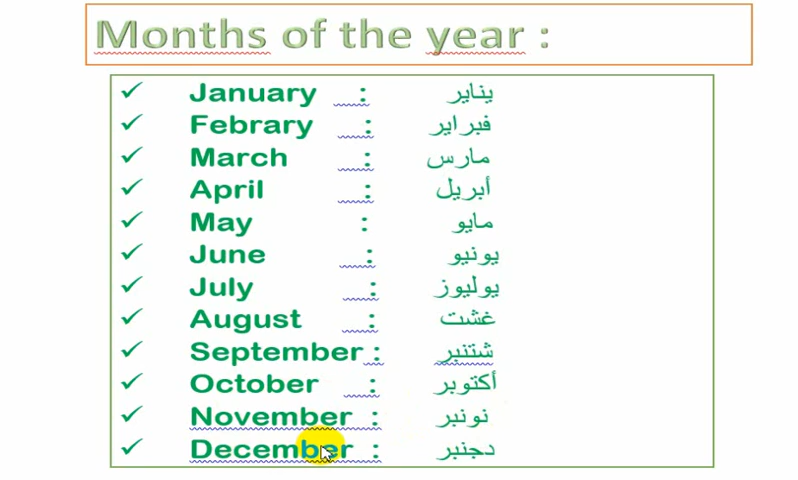 Months of the year :
January : يناير
Febrary : فبراير
March : مارس
April : أبريل
May : مايو
June : يونيو
July : يوليوز
August : غشت
September : شتنبر
October : أكتوبر
November : نونبر
December : دجنبر